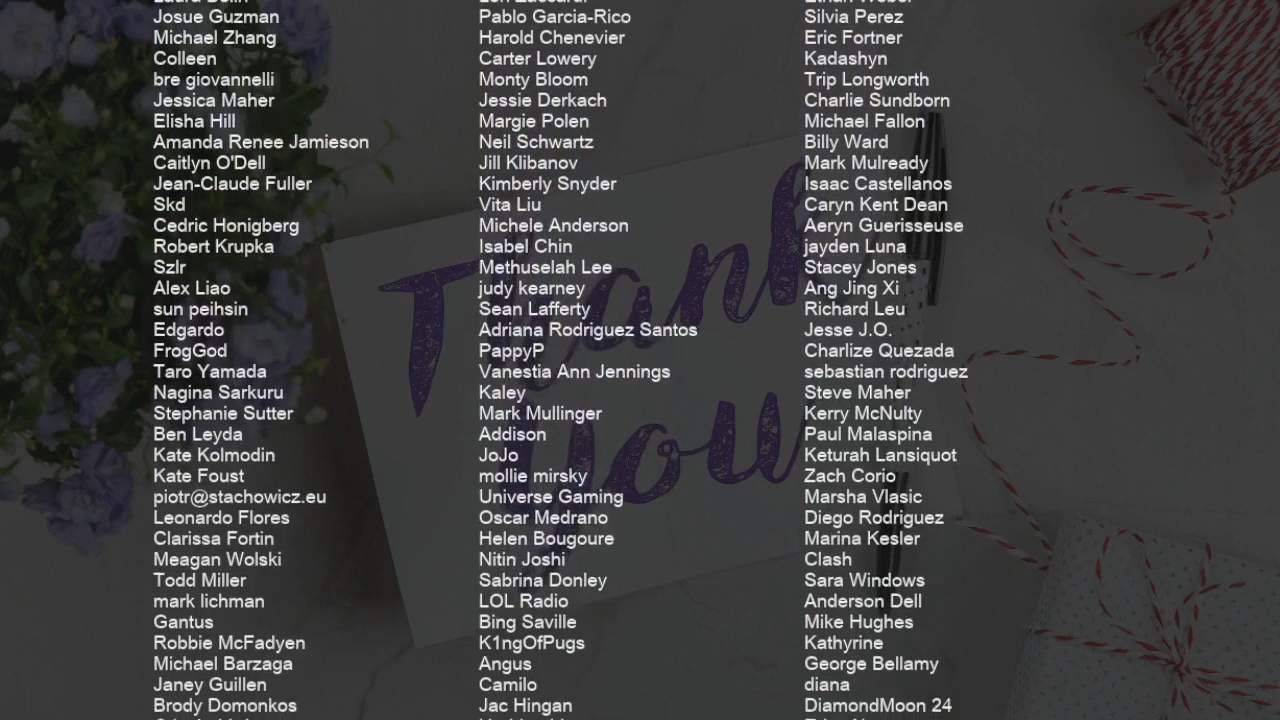 Josue Guzman
Michael Zhang
Colleen
bre giovannelli
Jessica Maher
Elisha Hill
Amanda Renee Jamieson
Caitlyn O'Dell
Jean-Claude Fuller
Skd
Cedric Honigberg
Robert Krupka
Szlr
Alex Liao
sun peihsin
Edgardo
FrogGod
Taro Yamada
Nagina Sarkuru
Stephanie Sutter
Ben Leyda
Kate Kolmodin
Kate Foust
piotr@stachowicz.eu
Leonardo Flores
Clarissa Fortin
Meagan Wolski
Todd Miller
mark lichman
Gantus
Robbie McFadyen
Michael Barzaga
Janey Guillen
Brody Domonkos
Pablo Garcia-Rico
Harold Chenevier
Carter Lowery
Monty Bloom
Jessie Derkach
Margie Polen
Neil Schwartz
Jill Klibanov
Kimberly Snyder
Vita Liu
Michele Anderson
Isabel Chin
Methuselah Lee
judy kearney
Sean Lafferty
Adriana Rodriguez Santos
PappyP
Vanestia Ann Jennings
Kaley
Mark Mullinger
Addison
JoJo
mollie mirsky
Universe Gaming
Oscar Medrano
Helen Bougoure
Nitin Joshi
Sabrina Donley
LOL Radio
Bing Saville
K1ngOfPugs
Angus
Camilo
Jac Hingan
Silvia Perez
Eric Fortner
Kadashyn
Trip Longworth
Charlie Sundborn
Michael Fallon
Billy Ward
Mark Mulready
Isaac Castellanos
Caryn Kent Dean
Aeryn Guerisseuse
jayden Luna
Stacey Jones
Ang Jing Xi
Richard Leu
Jesse J.O.
Charlize Quezada
sebastian rodriguez
Steve Maher
Kerry McNulty
Paul Malaspina
Keturah Lansiquot
Zach Corio
Marsha Vlasic
Diego Rodriguez
Marina Kesler
Clash
Sara Windows
Anderson Dell
Mike Hughes
Kathyrine
George Bellamy
diana
DiamondMoon 24
Thank
you